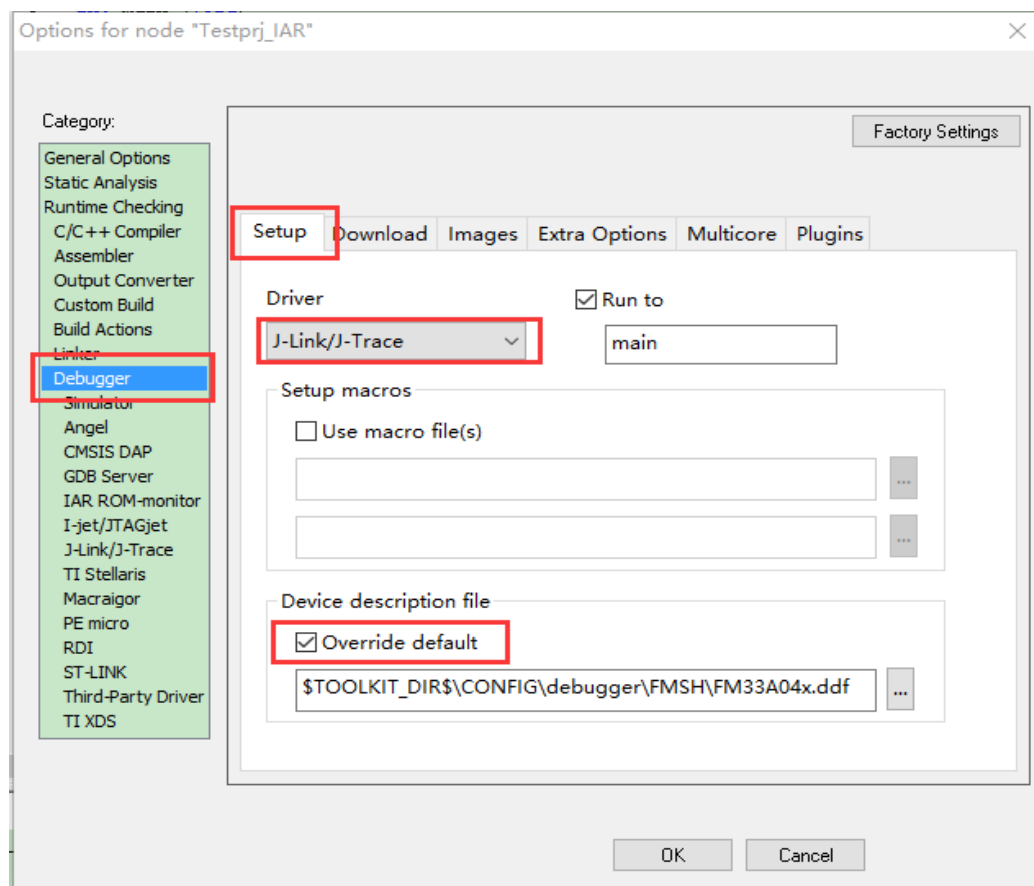 Options for node "Testprj_IAR"
Category:
Factory Settings
General Options
Static Analysis
Runtime Checking
C/C++ Compiler
Assembler
Output Converter
Custom Build
Build Actions
Linker
Debugger
Simulator
Angel
CMSIS DAP
GDB Server
IAR ROM-monitor
I-jet/JTAGjet
J-Link/J-Trace
TI Stellaris
Macraigor
PE micro
RDI
ST-LINK
Third-Party Driver
TI XDS
Setup Download Images Extra Options Multicore Plugins
Driver
Run to
J-Link/J-Trace
main
Setup macros
Use macro file(s)
...
...
Device description file
Override default
$TOOLKIT_DIR$\CONFIG\debugger\FMSH\FM33A04x.ddf
...
OK Cancel